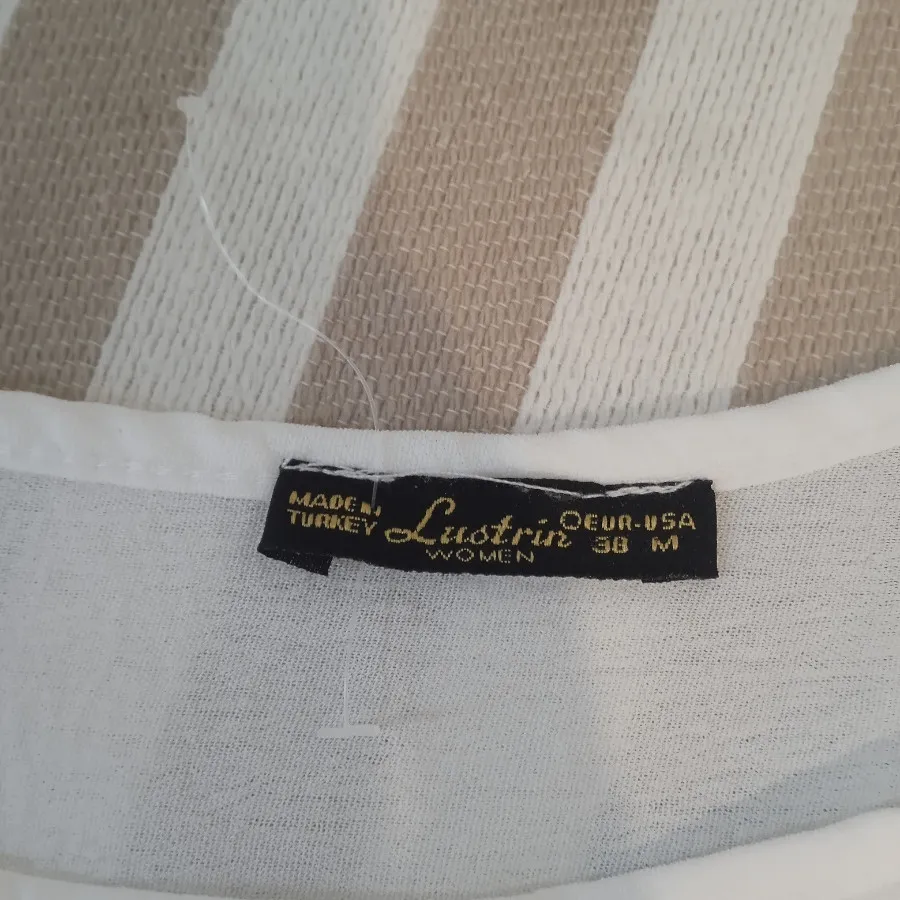 MADE IN
TURKEY
Lustrin
WOMEN
EUR-USA
38 M